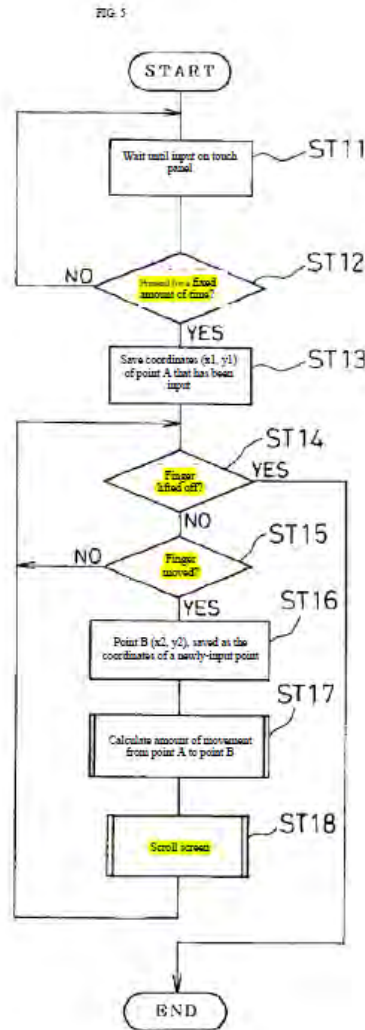 FIG. 5
START
Wait until input on touch
panel
ST11
Pressed for a fixed
amount of time?
ST12
NO
YES
Save coordinates (x1, y1)
of point A that has been
input
ST13
Finger
lifted off?
ST14
YES
NO
Finger
moved?
ST15
NO
YES
Point B (x2, y2), saved as the
coordinates of a newly-input point
ST16
Calculate amount of movement
from point A to point B
ST17
Scroll screen
ST18
END